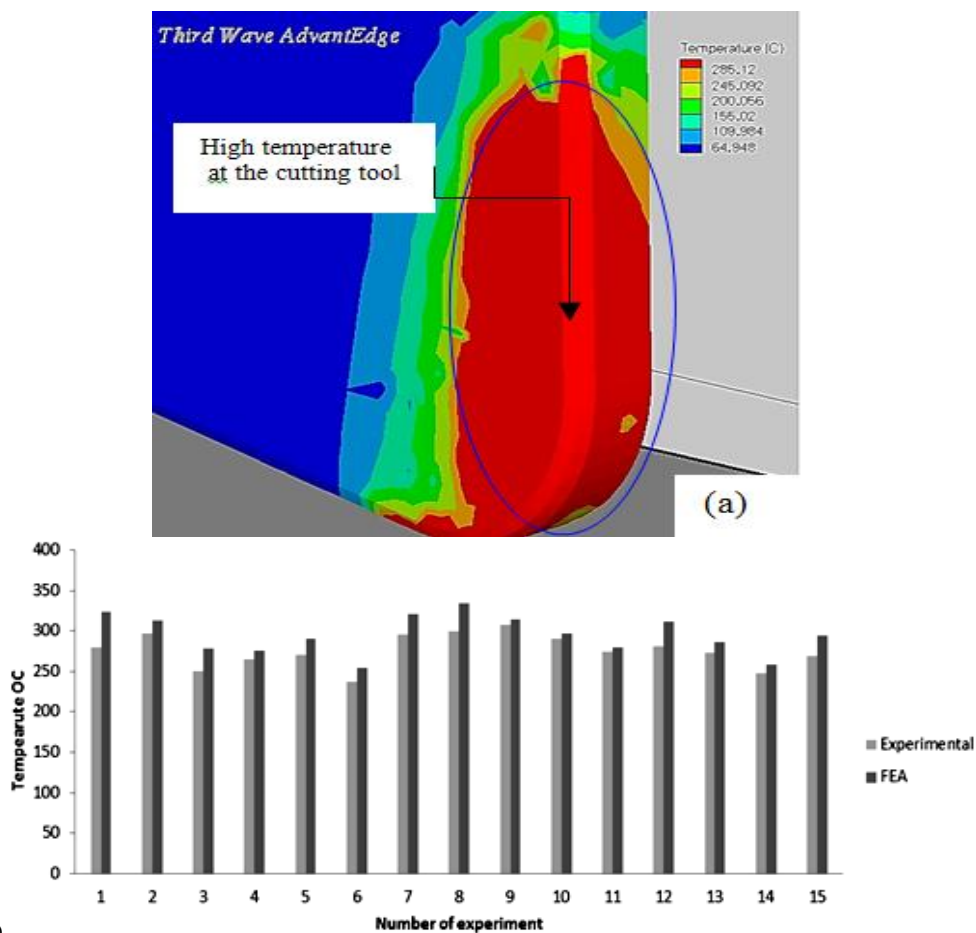 Third Wave AdvantEdge
Temperature (C)
285.12
245.092
200.056
155.02
109.984
64.948
High temperature
at the cutting tool
(a)
400
350
300
250
200
150
100
50
0
Tempearute OC
1 2 3 4 5 6 7 8 9 10 11 12 13 14 15
Number of experiment
Experimental
FEA
)